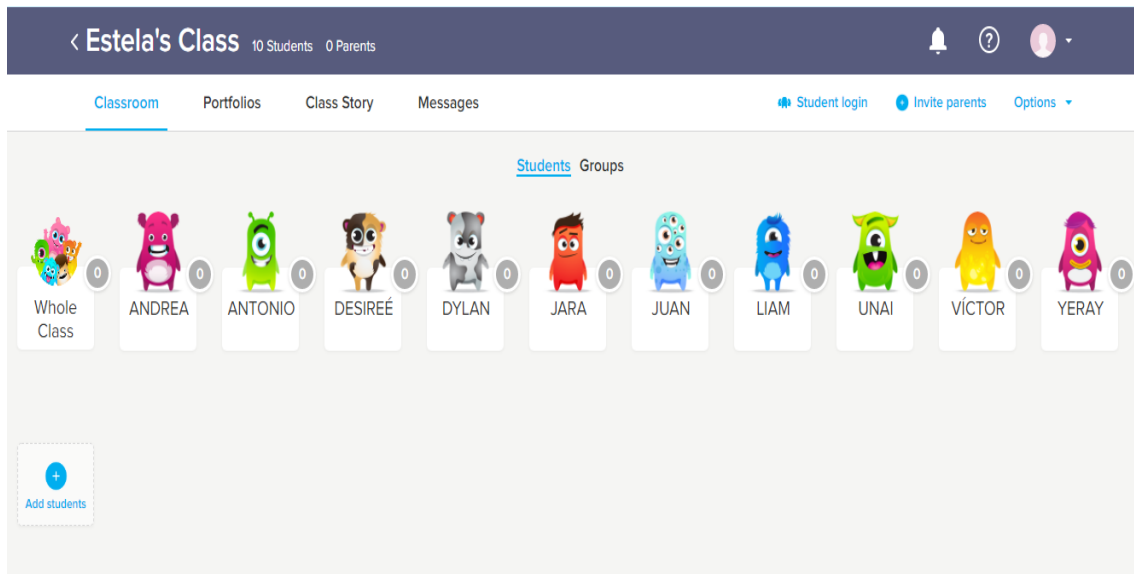 < Estela's Class 10 Students 0 Parents
Classroom Portfolios Class Story Messages Student login Invite parents Options
Students Groups
0 0 0 0 0 0 0 0 0 0 0
Whole Class ANDREA ANTONIO DESIREÉ DYLAN JARA JUAN LIAM UNAI VÍCTOR YERAY
Add students